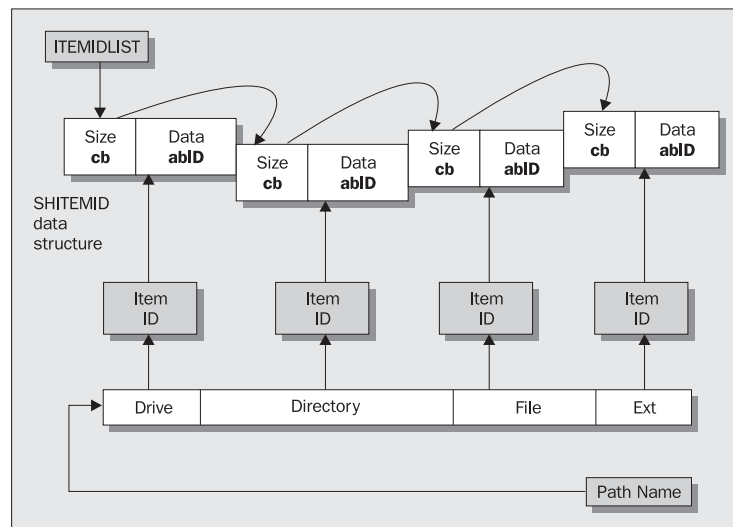 ITEMIDLIST
Size
cb
Data
abID
Size
cb
Data
abID
Size
cb
Data
abID
Size
cb
Data
abID
SHITEMID
data
structure
Item
ID
Item
ID
Item
ID
Item
ID
Drive
Directory
File
Ext
Path Name